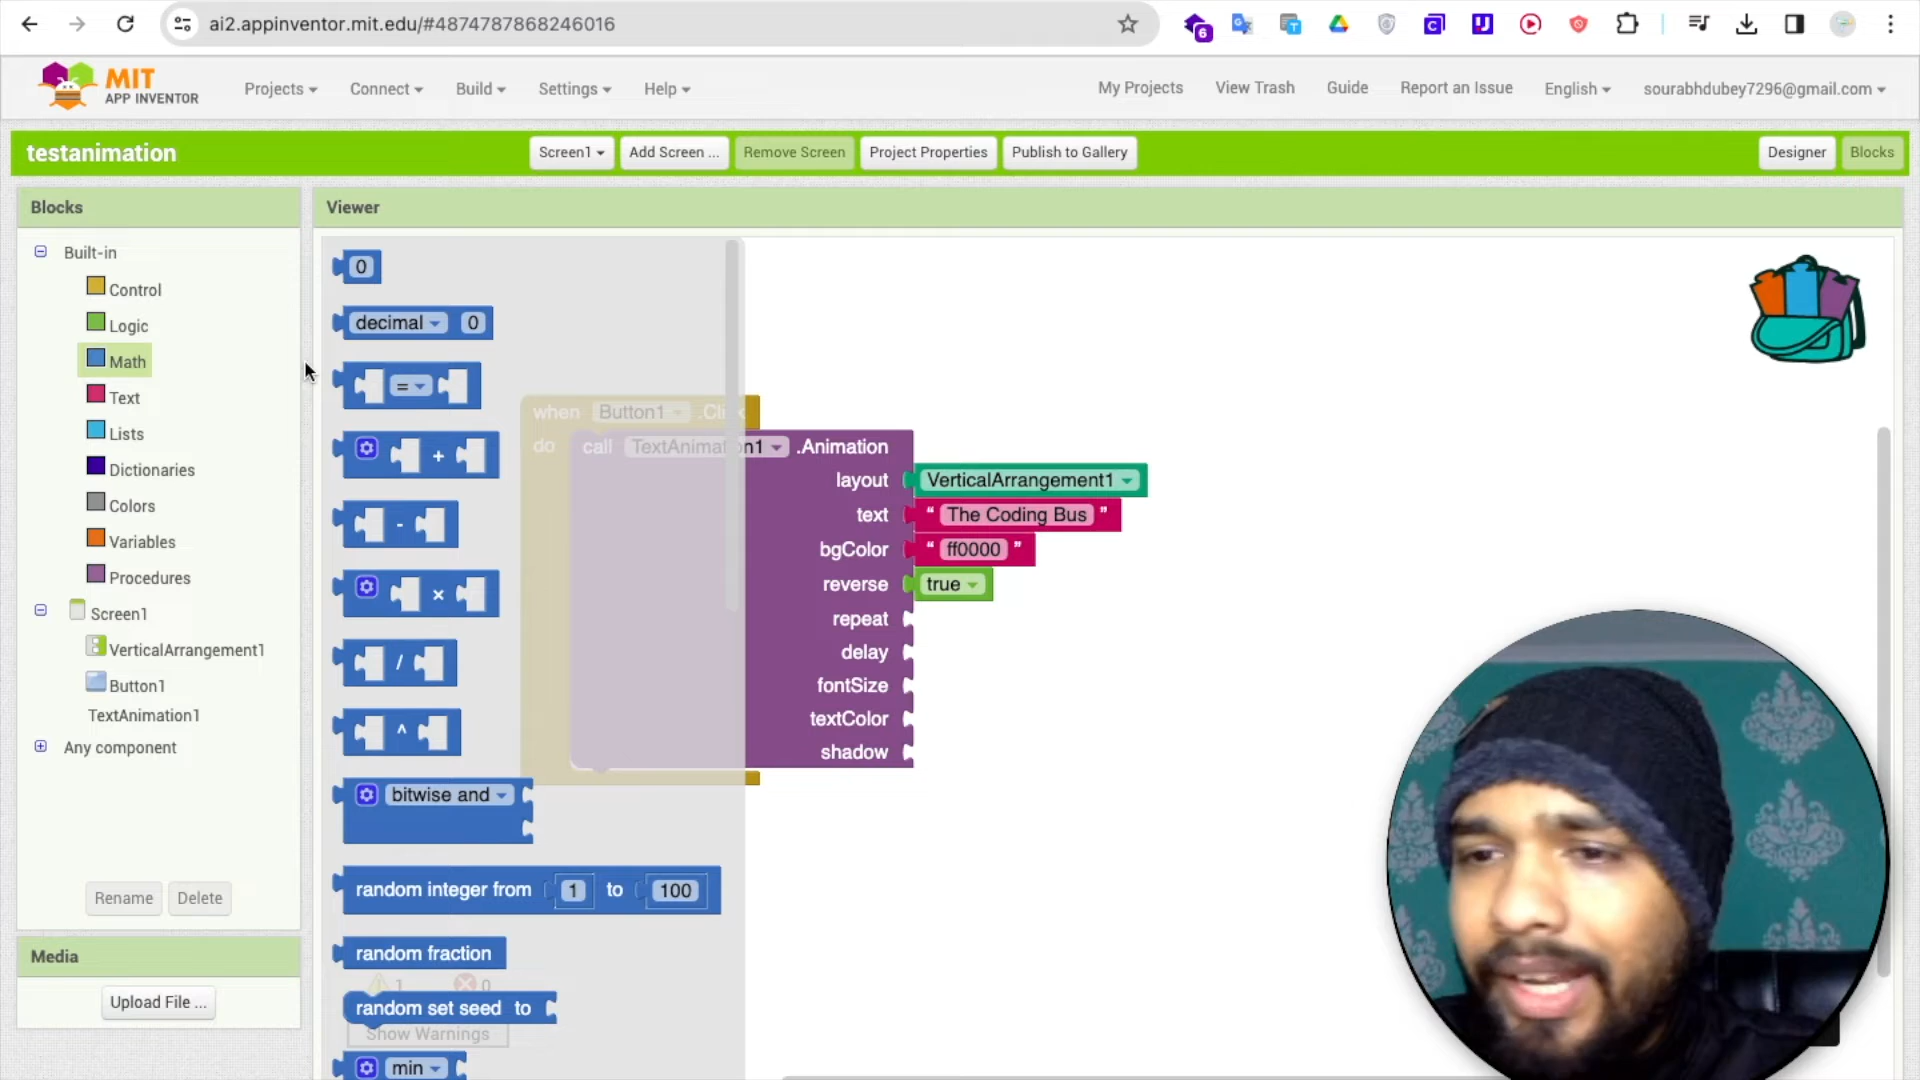 ai2.appinventor.mit.edu/#4874787868246016
6
MIT
APP INVENTOR
Projects
Connect
Build
Settings
Help
My Projects
View Trash
Guide
Report an Issue
English
sourabhdubey7296@gmail.com
testanimation
Screen1
Add Screen ...
Remove Screen
Project Properties
Publish to Gallery
Designer
Blocks
Blocks
Viewer
Built-in
Control
Logic
Math
Text
Lists
Dictionaries
Colors
Variables
Procedures
Screen1
VerticalArrangement1
Button1
TextAnimation1
Any component
Rename
Delete
Media
Upload File ...
0
decimal 0
=
+
-
×
/
^
bitwise and
random integer from 1 to 100
random fraction
1 0
random set seed to
Show Warnings
min
when Button1 .Click
do call TextAnimation1 .Animation
layout VerticalArrangement1
text “ The Coding Bus ”
bgColor “ ff0000 ”
reverse true
repeat
delay
fontSize
textColor
shadow